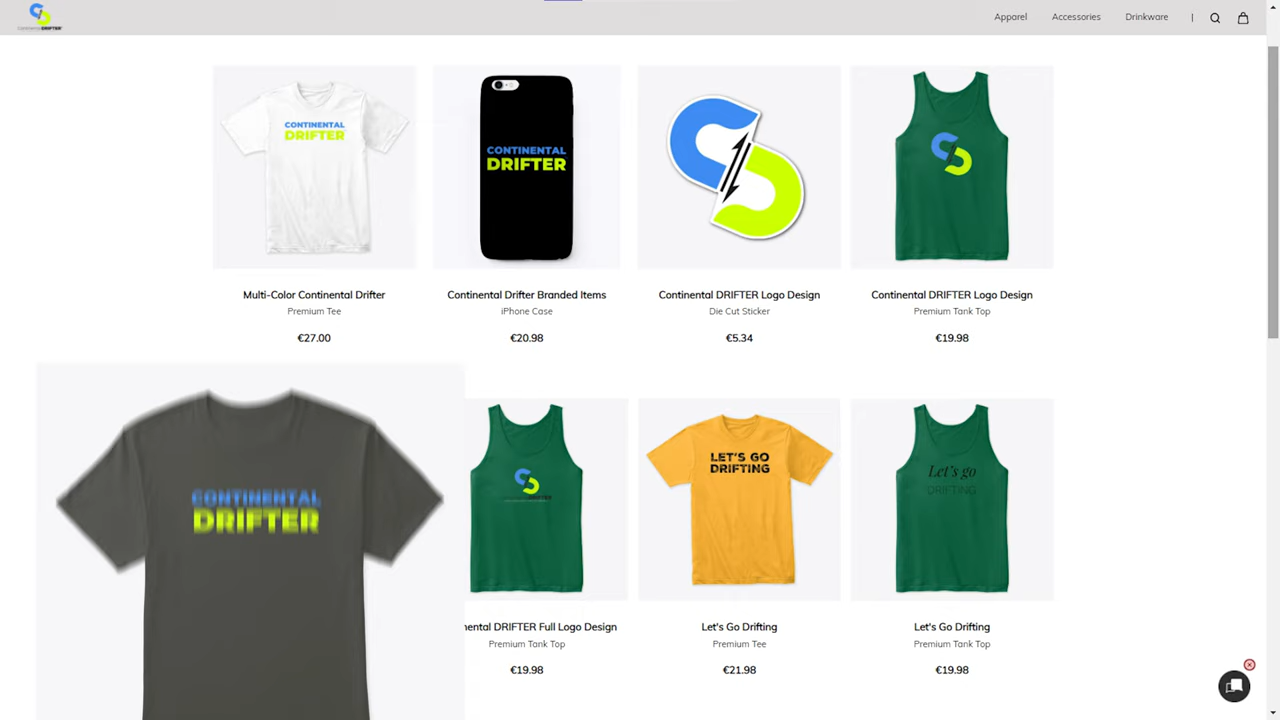 Apparel Accessories Drinkware |
CONTINENTAL
DRIFTER
CONTINENTAL
DRIFTER
Multi-Color Continental Drifter
Premium Tee
€27.00
Continental Drifter Branded Items
iPhone Case
€20.98
Continental DRIFTER Logo Design
Die Cut Sticker
€5.34
Continental DRIFTER Logo Design
Premium Tank Top
€19.98
CONTINENTAL
DRIFTER
LET'S GO
DRIFTING
Let's go
DRIFTING
nental DRIFTER Full Logo Design
Premium Tank Top
€19.98
Let's Go Drifting
Premium Tee
€21.98
Let's Go Drifting
Premium Tank Top
€19.98